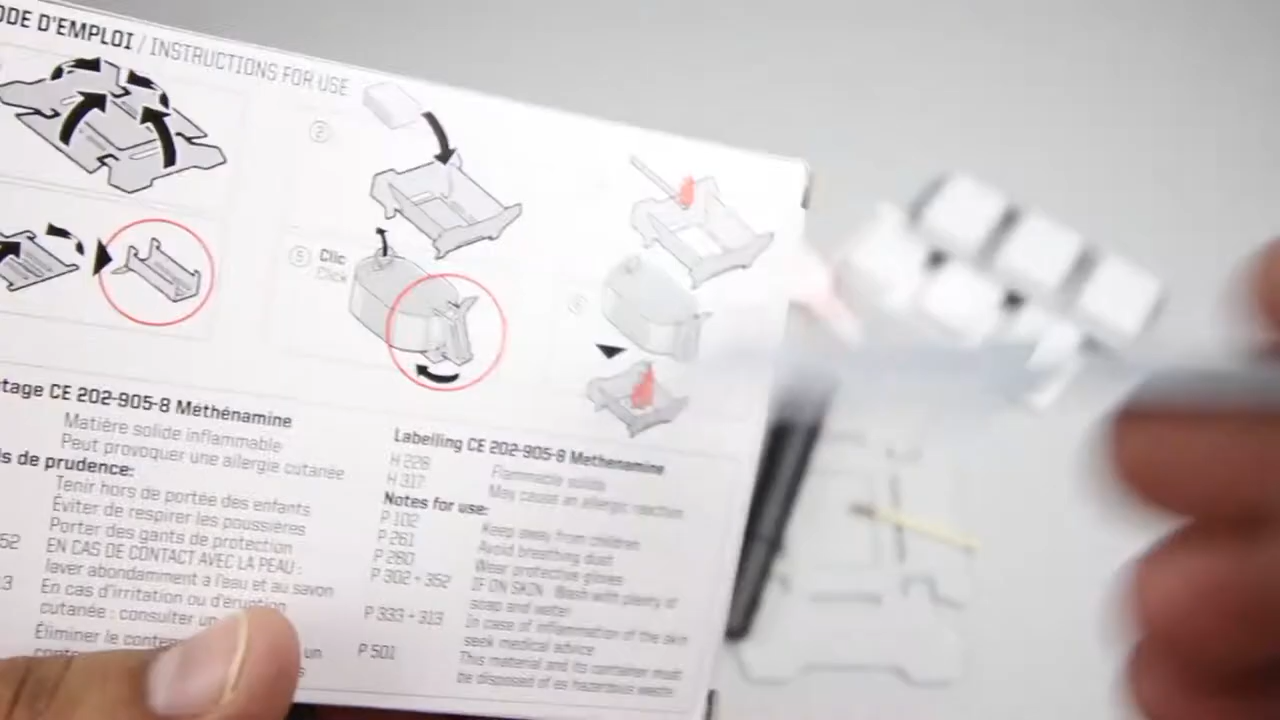 ODE D'EMPLOI / INSTRUCTIONS FOR USE
2
5 Clic
Click
6
tage CE 202-905-8 Méthénamine
Matière solide inflammable
Peut provoquer une allergie cutanée
ls de prudence:
Tenir hors de portée des enfants
Éviter de respirer les poussières
Porter des gants de protection
52 EN CAS DE CONTACT AVEC LA PEAU :
laver abondamment à l'eau et au savon
3 En cas d'irritation ou d'éruption
cutanée : consulter un
Éliminer le conten
un
s
Labelling CE 202-905-8 Methenamine
H 228 Flammable solids
H 317 May cause an allergic reaction
Notes for use:
P 102 Keep away from children
P 261 Avoid breathing dust
P 280 Wear protective gloves
P 302 + 352 IF ON SKIN : Wash with plenty of
soap and water
P 333 + 313 In case of inflammation of the skin
seek medical advice
P 501 This material and its container must
be disposed of as hazardous waste